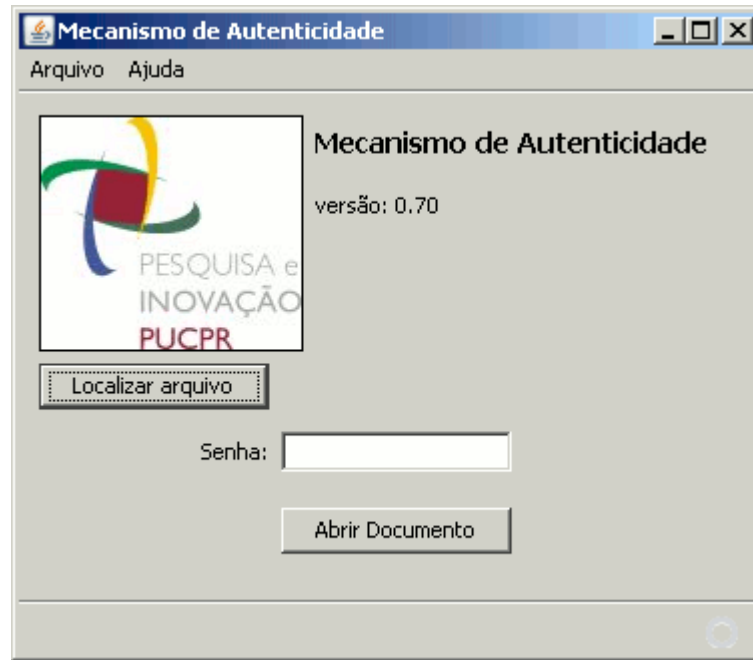 Mecanismo de Autenticidade
Arquivo Ajuda
Mecanismo de Autenticidade
versão: 0.70
PESQUISA e
INOVAÇÃO
PUCPR
Localizar arquivo
Senha:
Abrir Documento